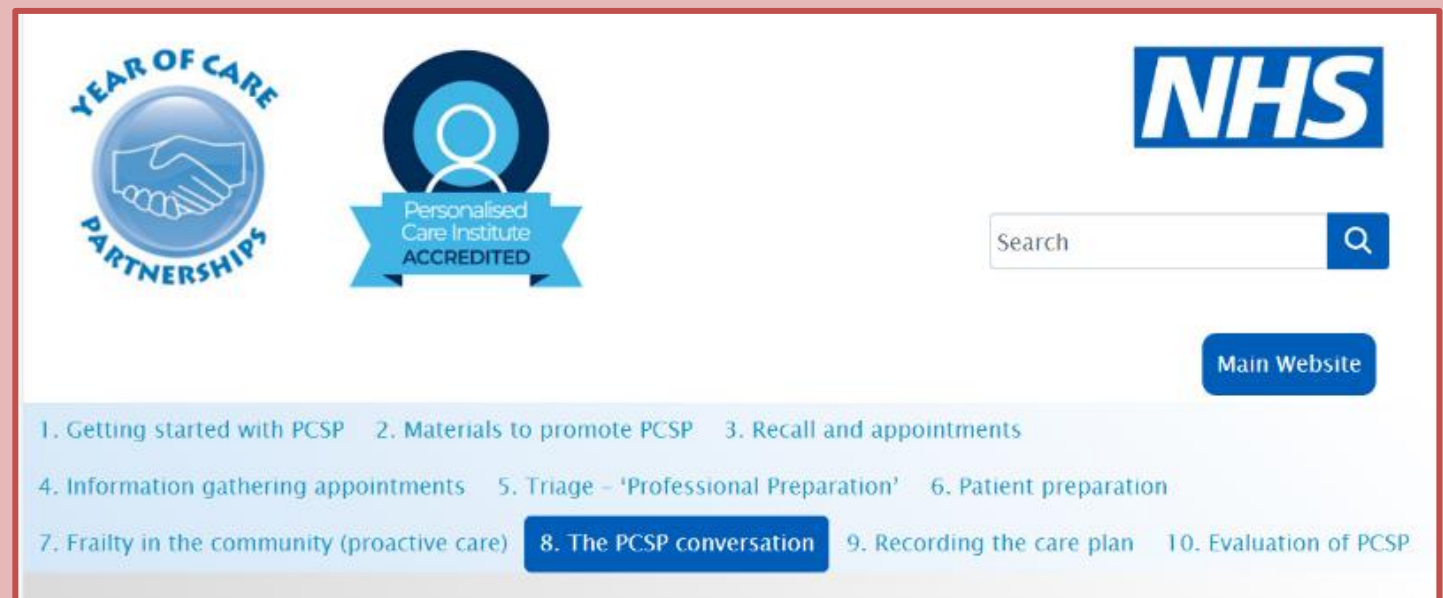 YEAR OF CARE
PARTNERSHIPS
Personalised
Care Institute
ACCREDITED
NHS
Search
Main Website
1. Getting started with PCSP 2. Materials to promote PCSP 3. Recall and appointments
4. Information gathering appointments 5. Triage – ‘Professional Preparation’ 6. Patient preparation
7. Frailty in the community (proactive care) 8. The PCSP conversation 9. Recording the care plan 10. Evaluation of PCSP